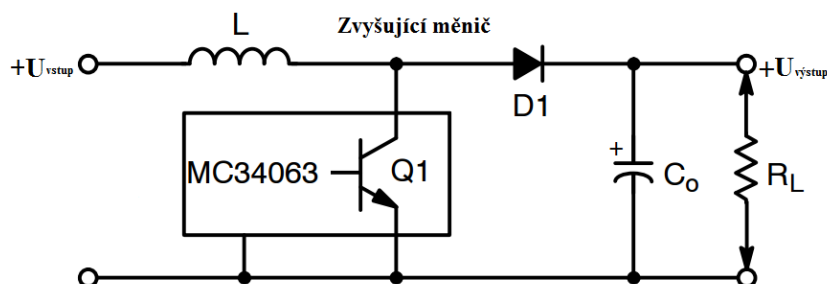 L
Zvyšující měnič
+Uvstup
+Uvýstup
D1
MC34063
Q1
+
Co
RL